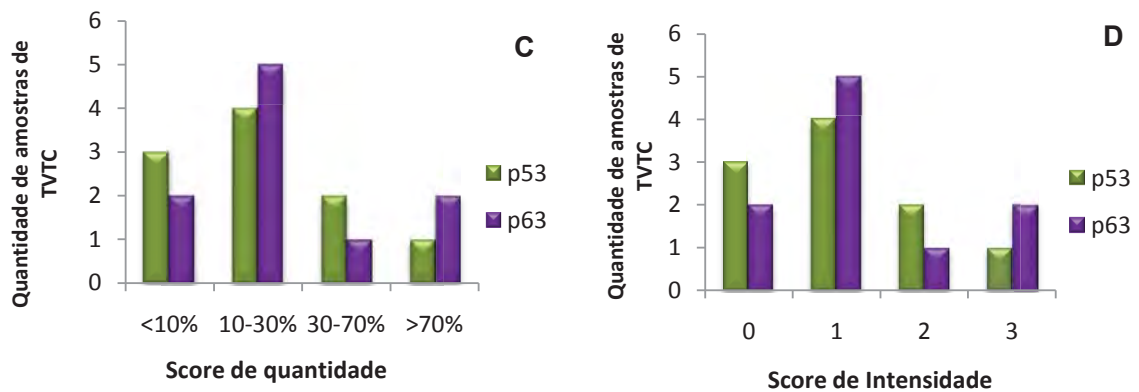 C
Quantidade de amostras de
TVTC
6
5
4
3
2
1
0
<10% 10-30% 30-70% >70%
Score de quantidade
p53
p63
D
Quantidade de amostras de
TVTC
6
5
4
3
2
1
0
0 1 2 3
Score de Intensidade
p53
p63